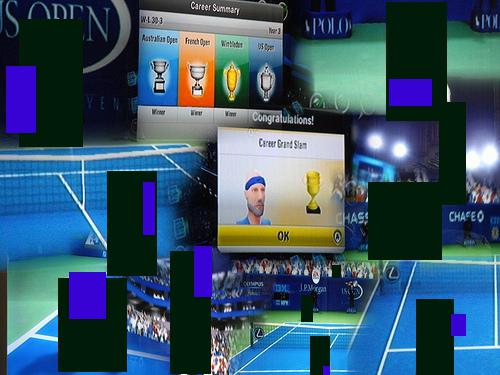 US OPEN
Career Summary
POLO
W-L 30-3
Year 3
Australian Open
French Open
Wimbledon
US Open
Winner
Winner
Winner
Congratulations!
Career Grand Slam
OK
CHASE
CHASE
OLYMPUS
IBM
J.P.Morgan